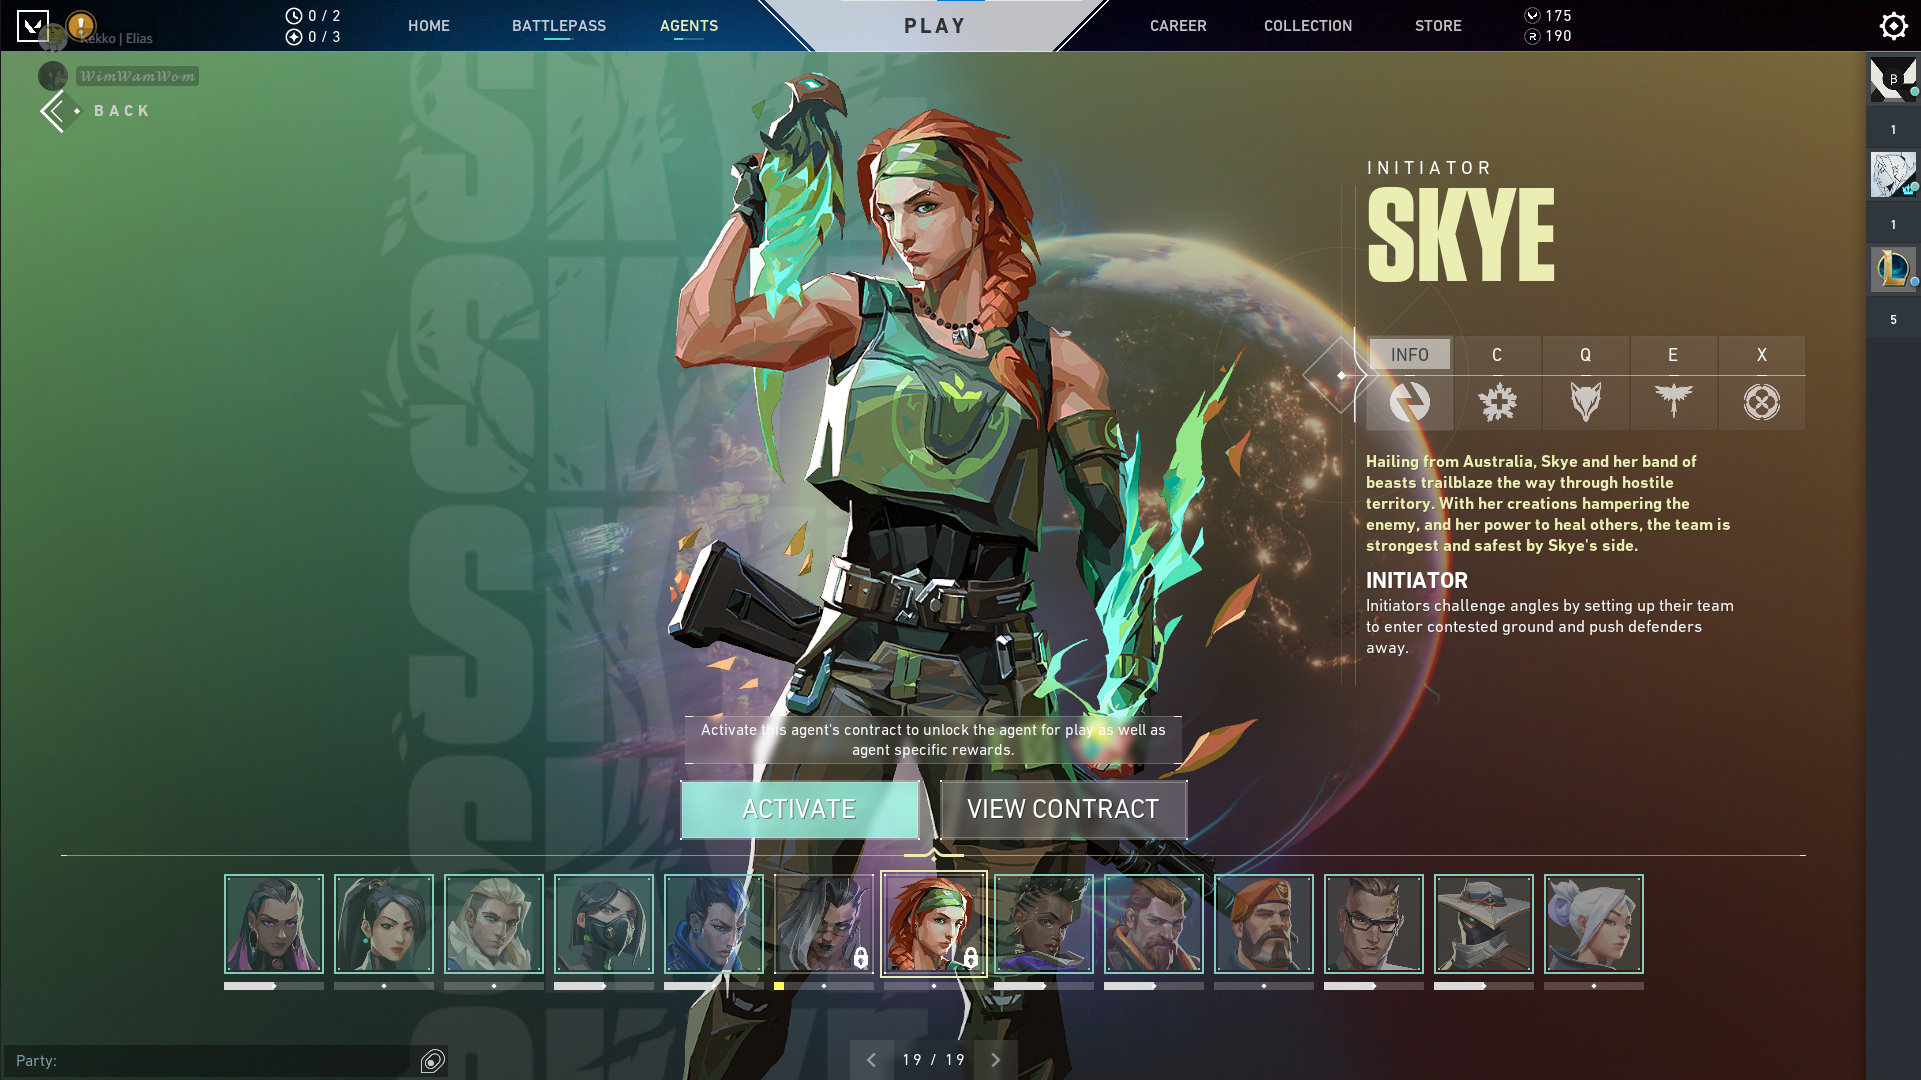 0 / 2
0 / 3
HOME
BATTLEPASS
AGENTS
PLAY
CAREER
COLLECTION
STORE
175
190
Kekko | Elias
WimWamWom
BACK
B
1
1
5
SKYE
SKYE
SKYE
SKYE
INITIATOR
SKYE
INFO
C
Q
E
X
Hailing from Australia, Skye and her band of
beasts trailblaze the way through hostile
territory. With her creations hampering the
enemy, and her power to heal others, the team is
strongest and safest by Skye's side.
INITIATOR
Initiators challenge angles by setting up their team
to enter contested ground and push defenders
away.
Activate this agent's contract to unlock the agent for play as well as
agent specific rewards.
ACTIVATE
VIEW CONTRACT
Party:
19 / 19